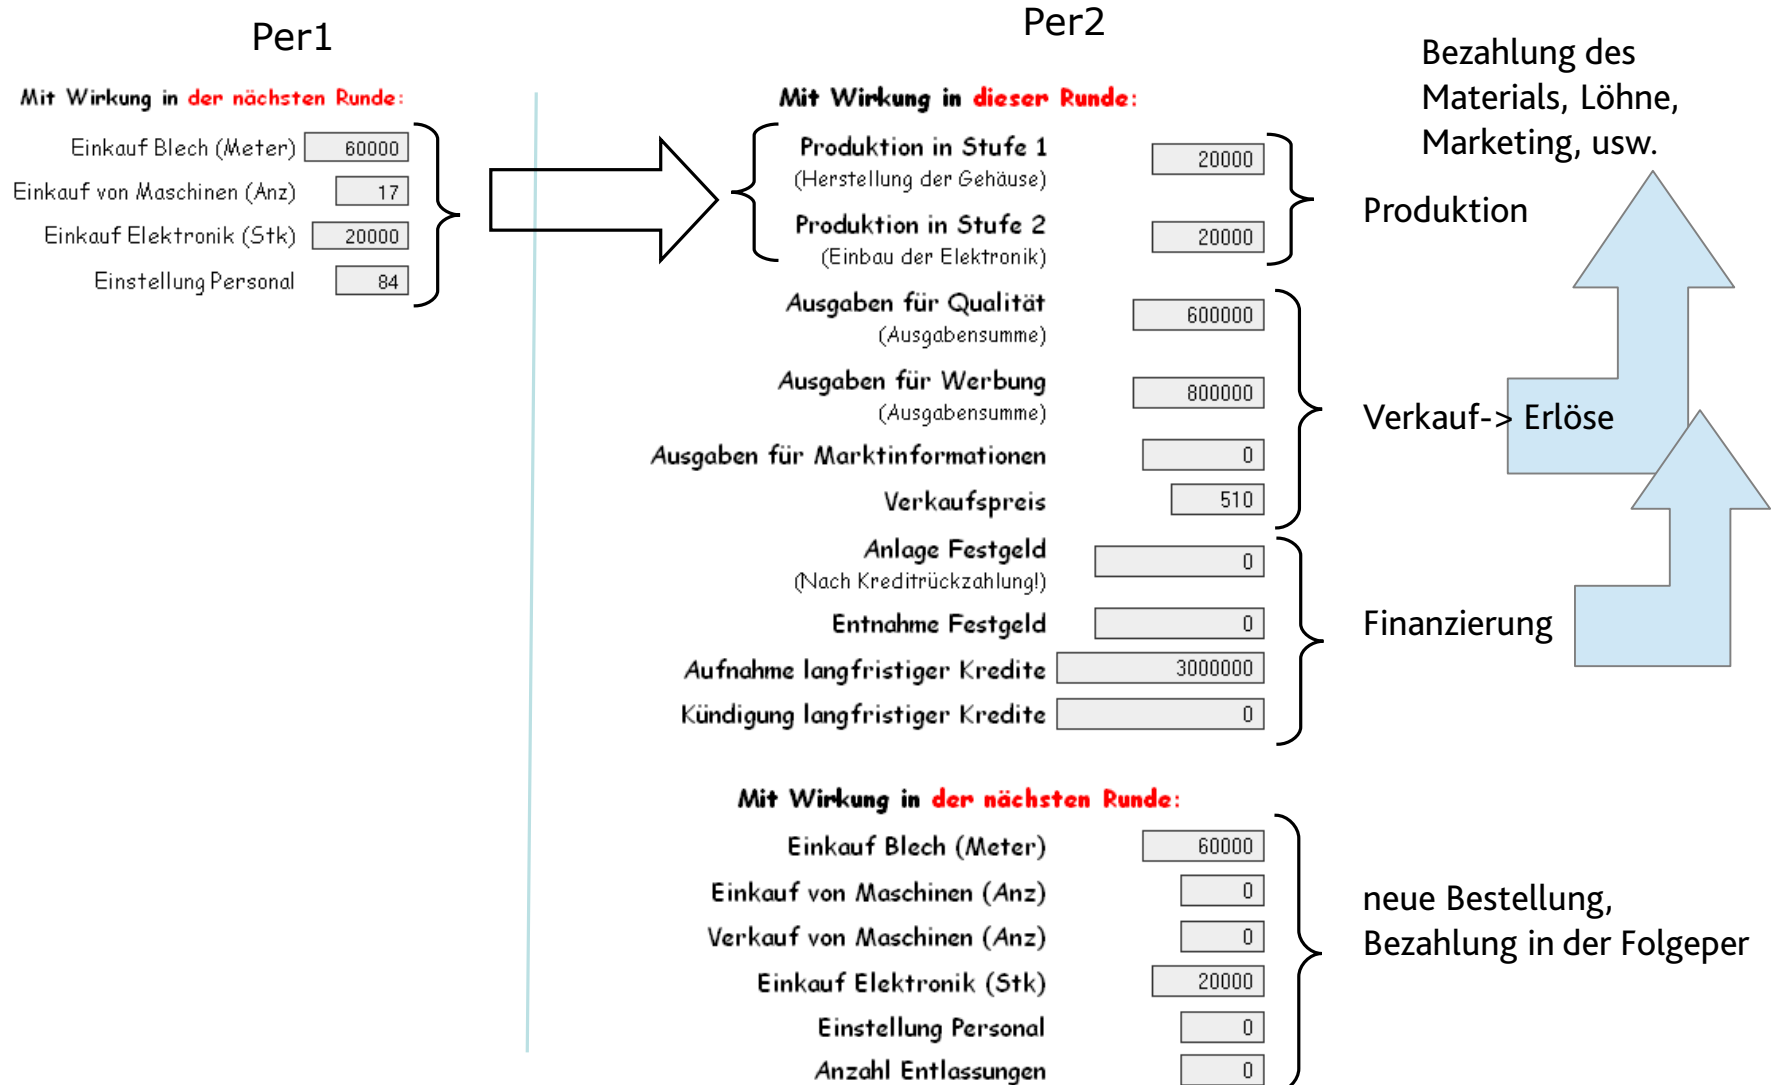 Per1
Mit Wirkung in der nächsten Runde:
Einkauf Blech (Meter) 60000
Einkauf von Maschinen (Anz) 17
Einkauf Elektronik (Stk) 20000
Einstellung Personal 84
Per2
Mit Wirkung in dieser Runde:
Produktion in Stufe 1 20000
(Herstellung der Gehäuse)
Produktion in Stufe 2 20000
(Einbau der Elektronik)
Ausgaben für Qualität 600000
(Ausgabensumme)
Ausgaben für Werbung 800000
(Ausgabensumme)
Ausgaben für Marktinformationen 0
Verkaufspreis 510
Anlage Festgeld 0
(Nach Kreditrückzahlung!)
Entnahme Festgeld 0
Aufnahme langfristiger Kredite 3000000
Kündigung langfristiger Kredite 0
Mit Wirkung in der nächsten Runde:
Einkauf Blech (Meter) 60000
Einkauf von Maschinen (Anz) 0
Verkauf von Maschinen (Anz) 0
Einkauf Elektronik (Stk) 20000
Einstellung Personal 0
Anzahl Entlassungen 0
Bezahlung des
Materials, Löhne,
Marketing, usw.
Produktion
Verkauf-> Erlöse
Finanzierung
neue Bestellung,
Bezahlung in der Folgeper